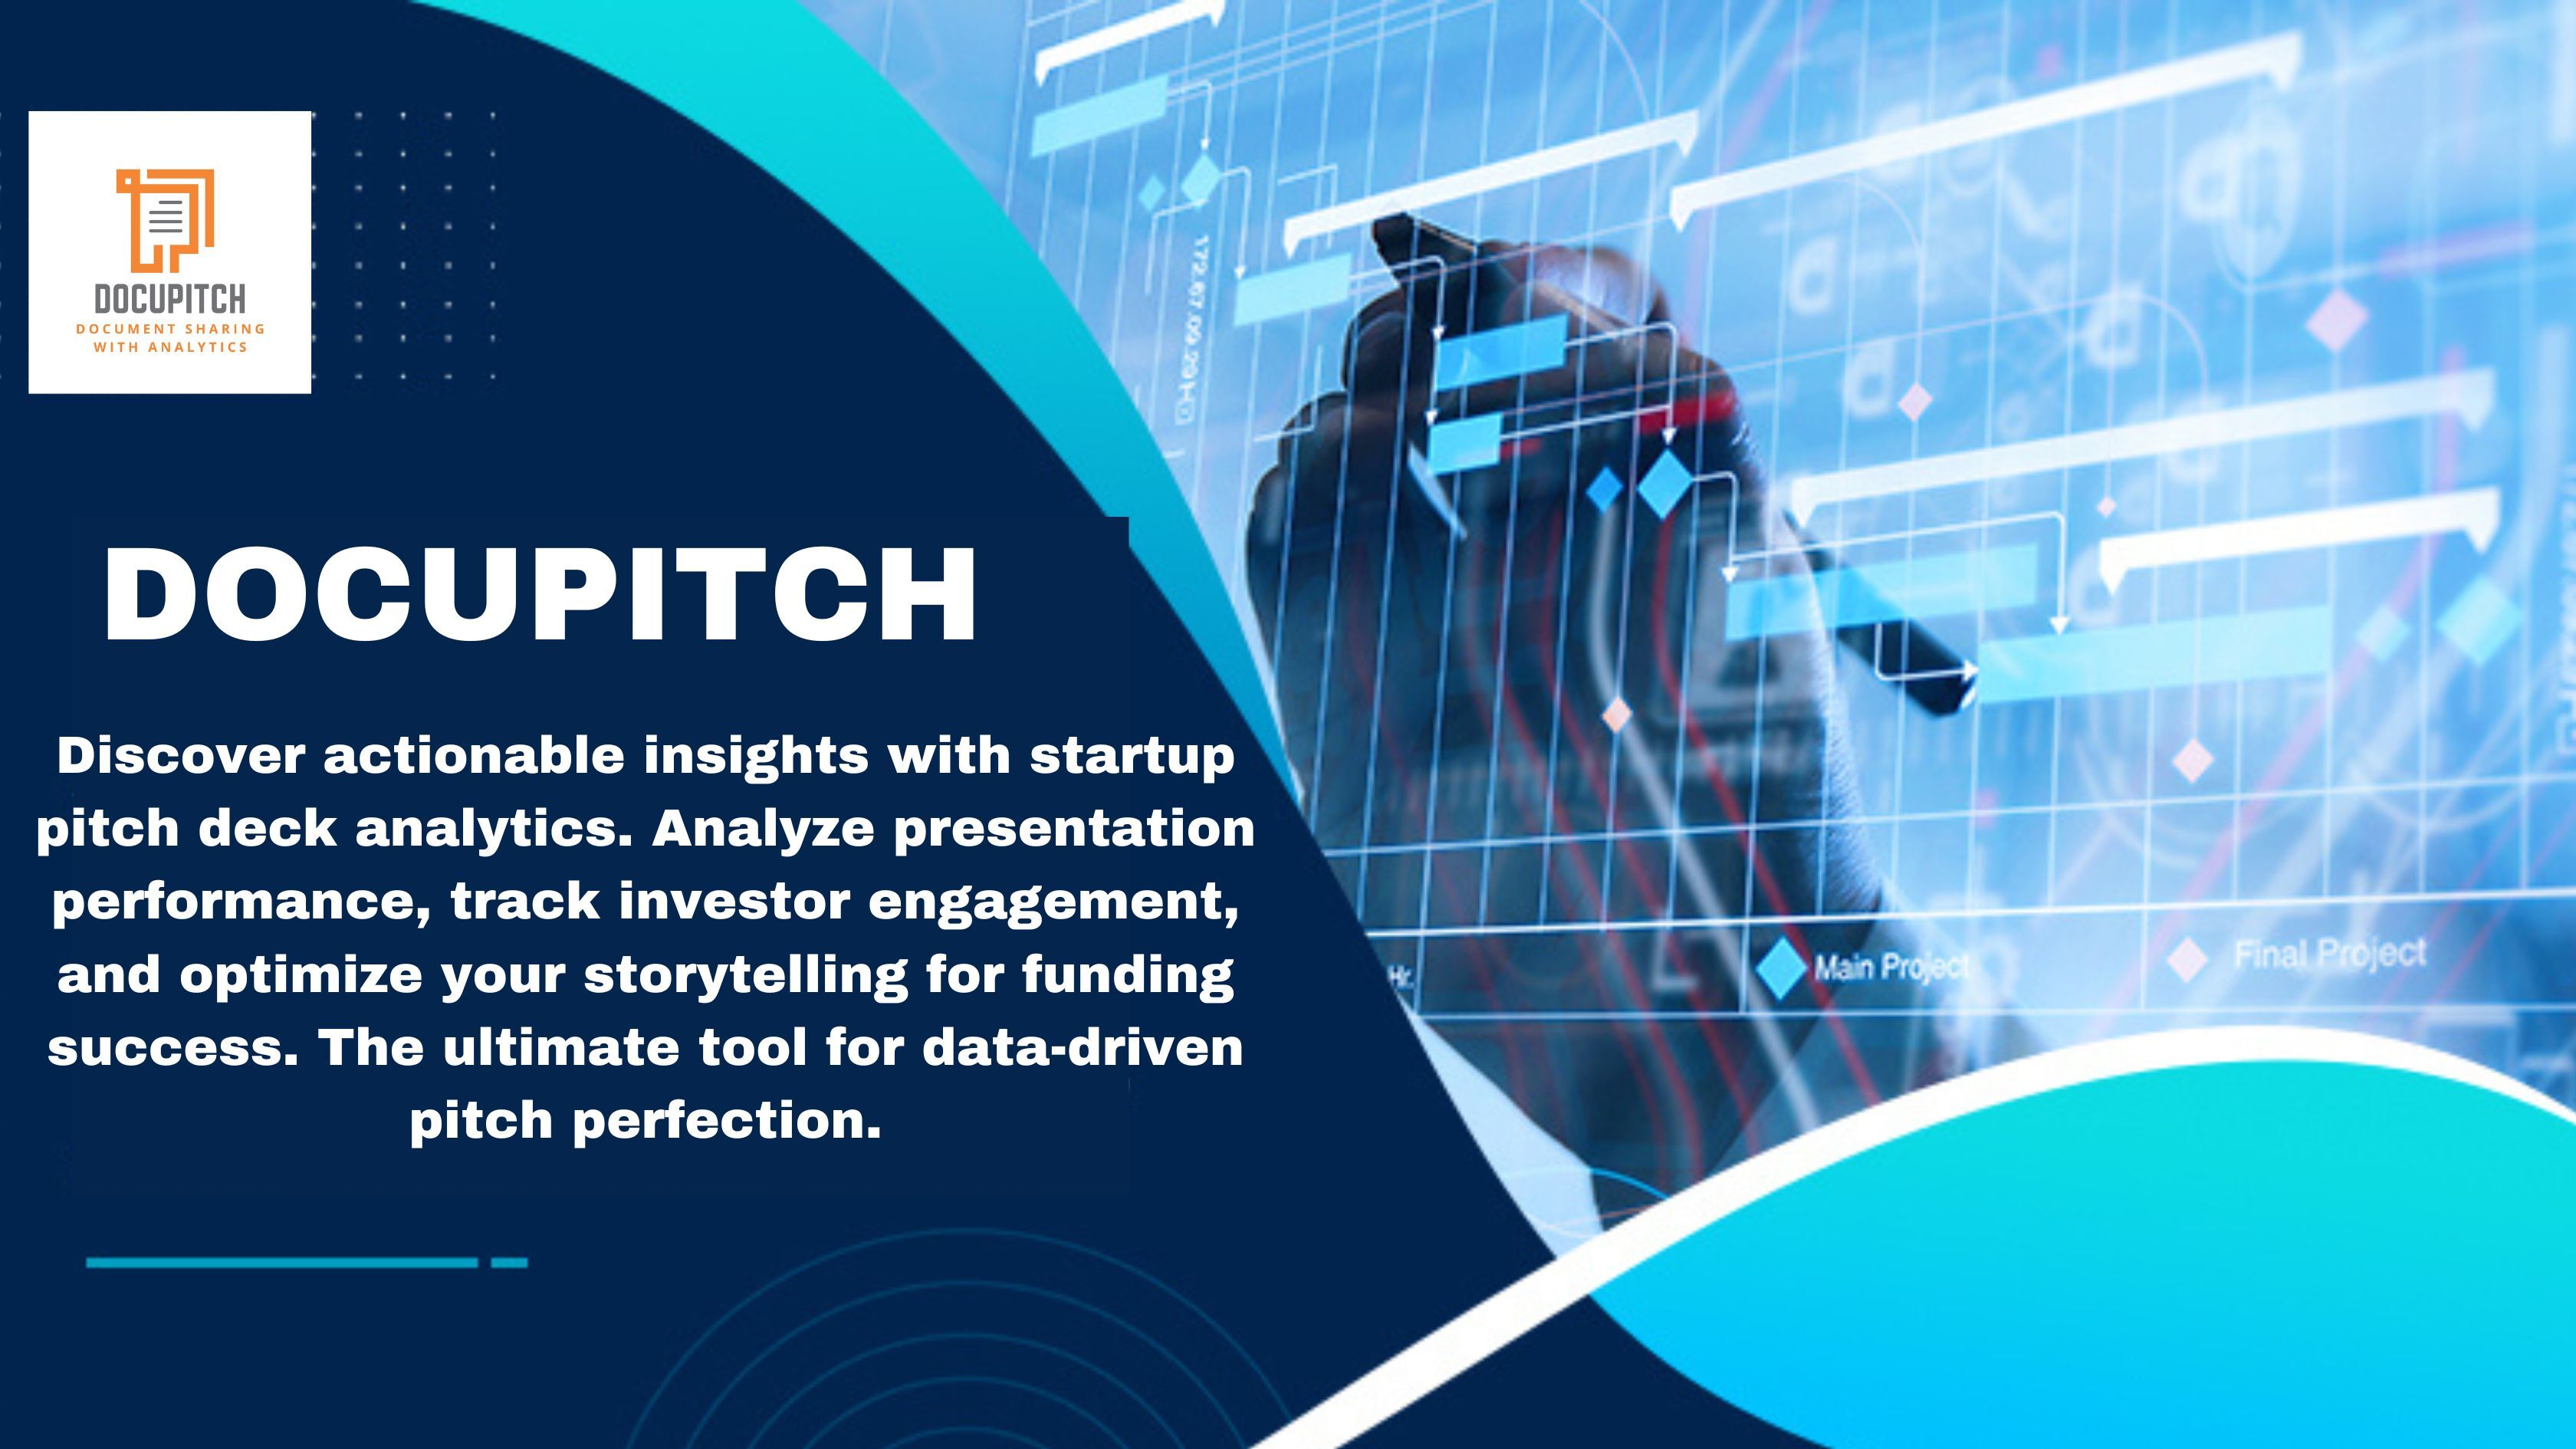 DOCUPITCH
DOCUMENT SHARING
WITH ANALYTICS
DOCUPITCH
Discover actionable insights with startup
pitch deck analytics. Analyze presentation
performance, track investor engagement,
and optimize your storytelling for funding
success. The ultimate tool for data-driven
pitch perfection.
Hr.
Main Project
Final Project